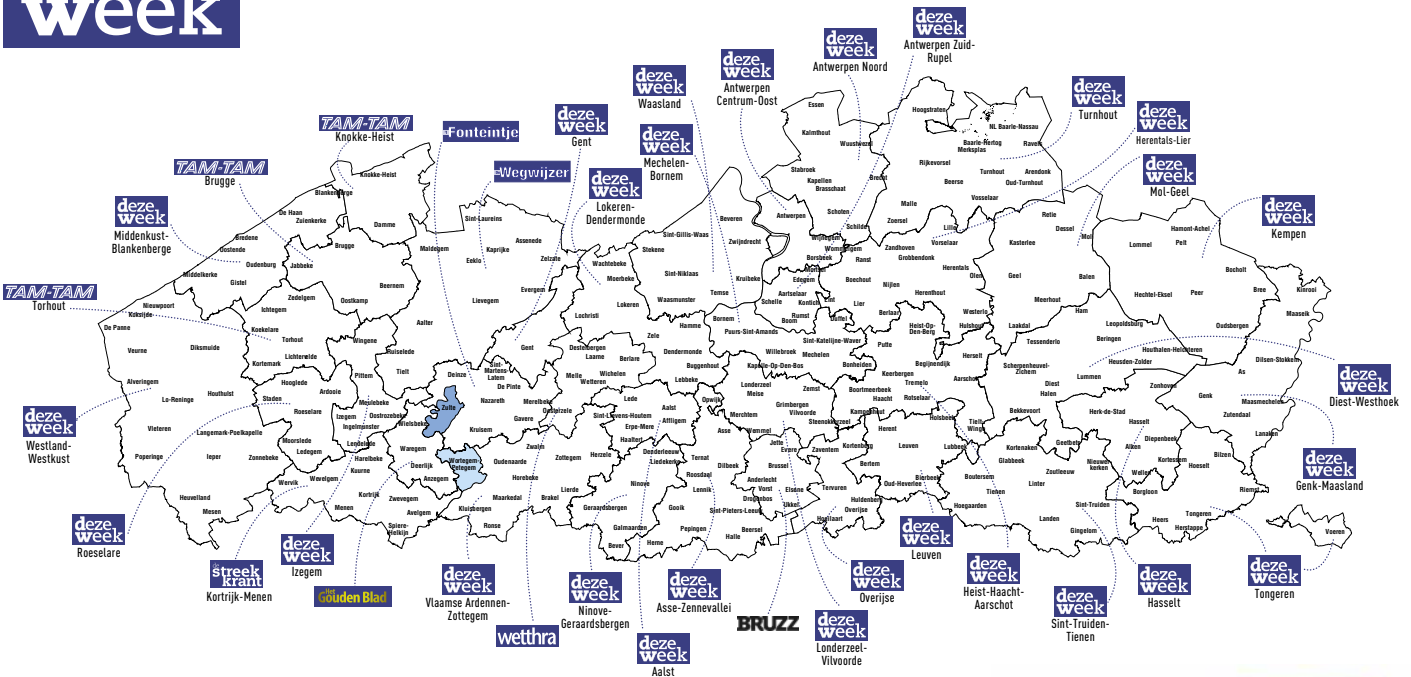 week
deze week
Antwerpen Zuid-
Rupel
deze week
Antwerpen Noord
deze week
Antwerpen
Centrum-Oost
deze week
Waasland
deze week
Turnhout
deze week
Herentals-Lier
deze week
Mol-Geel
deze week
Kempen
deze week
Gent
deze week
Mechelen-
Bornem
deze week
Lokeren-
Dendermonde
Fonteintje
Wegwijzer
TAM-TAM
Knokke-Heist
TAM-TAM
Brugge
deze week
Middenkust-
Blankenberge
TAM-TAM
Torhout
deze week
Westland-
Westkust
deze week
Roeselare
de streek krant
Kortrijk-Menen
deze week
Izegem
Het Gouden Blad
deze week
Vlaamse Ardennen-
Zottegem
wetthra
deze week
Ninove-
Geraardsbergen
deze week
Aalst
deze week
Asse-Zennevallei
BRUZZ
deze week
Londerzeel-
Vilvoorde
deze week
Overijse
deze week
Leuven
deze week
Heist-Haacht-
Aarschot
deze week
Sint-Truiden-
Tienen
deze week
Hasselt
deze week
Tongeren
deze week
Genk-Maasland
deze week
Diest-Westhoek
Knokke-Heist
Blankenberge
De Haan
Zuienkerke
Damme
Bredene
Oostende
Brugge
Oudenburg
Jabbeke
Middelkerke
Gistel
Beernem
Zedelgem
Oostkamp
Nieuwpoort
Koksijde
Ichtegem
De Panne
Koekelare
Torhout
Wingene
Veurne
Diksmuide
Lichtervelde
Ruiselede
Kortemark
Pittem
Tielt
Alveringem
Hooglede
Ardooie
Lo-Reninge
Houthulst
Staden
Meulebeke
Roeselare
Izegem
Oostrozebeke
Ingelmunster
Wielsbeke
Vleteren
Langemark-Poelkapelle
Moorslede
Lendelede
Ledegem
Waregem
Poperinge
Ieper
Zonnebeke
Harelbeke
Deerlijk
Kuurne
Wevelgem
Anzegem
Wervik
Heuvelland
Kortrijk
Zwevegem
Menen
Mesen
Avelgem
Spiere-
Helkijn
Sint-Laureins
Maldegem
Kaprijke
Assenede
Eeklo
Zelzate
Evergem
Lievegem
Aalter
Gent
Deinze
Sint-
Martens-
Latem
De Pinte
Zulte
Nazareth
Merelbeke
Gavere
Oosterzele
Kruisem
Zwalm
Wortegem-
Petegem
Oudenaarde
Zottegem
Horebeke
Maarkedal
Brakel
Lierde
Kluisbergen
Ronse
Wachtebeke
Moerbeke
Lokeren
Lochristi
Destelbergen
Laarne
Berlare
Zele
Melle
Wichelen
Wetteren
Lede
Sint-Lievens-Houtem
Erpe-Mere
Aalst
Affligem
Haaltert
Herzele
Denderleeuw
Liedekerke
Ninove
Geraardsbergen
Galmaarden
Bever
Herne
Sint-Gillis-Waas
Beveren
Stekene
Zwijndrecht
Sint-Niklaas
Kruibeke
Temse
Waasmunster
Hamme
Bornem
Puurs-Sint-Amands
Dendermonde
Buggenhout
Lebbeke
Opwijk
Willebroek
Mechelen
Kapelle-Op-Den-Bos
Londerzeel
Meise
Zemst
Grimbergen
Vilvoorde
Merchtem
Steenokkerzeel
Asse
Wemmel
Kampenhout
Jette
Evere
Zaventem
Kortenberg
Ternat
Dilbeek
Brussel
Roosdaal
Anderlecht
Vorst
Elsene
Tervuren
Lennik
Drogenbos
Ukkel
Gooik
Sint-Pieters-Leeuw
Huldenberg
Overijse
Hoeilaart
Pepingen
Beersel
Halle
Essen
Kalmthout
Wuustwezel
Stabroek
Kapellen
Brasschaat
Brecht
Antwerpen
Schoten
Schilde
Wijnegem
Wommelgem
Borsbeek
Mortsel
Edegem
Ranst
Boechout
Aartselaar
Schelle
Kontich
Lint
Lier
Rumst
Boom
Duffel
Sint-Katelijne-Waver
Bonheiden
Hoogstraten
NL Baarle-Nassau
Baarle-Hertog
Merksplas
Ravels
Rijkevorsel
Turnhout
Arendonk
Beerse
Oud-Turnhout
Vosselaar
Malle
Zoersel
Lille
Zandhoven
Vorselaar
Grobbendonk
Herentals
Olen
Nijlen
Herenthout
Berlaar
Westerlo
Heist-Op-
Den-Berg
Hulshout
Putte
Herselt
Begijnendijk
Keerbergen
Tremelo
Aarschot
Boortmeerbeek
Haacht
Rotselaar
Holsbeek
Tielt-
Winge
Herent
Leuven
Lubbeek
Bertem
Oud-Heverlee
Bierbeek
Boutersem
Tienen
Hoegaarden
Retie
Dessel
Mol
Kasterlee
Geel
Balen
Meerhout
Laakdal
Ham
Tessenderlo
Scherpenheuvel-
Zichem
Diest
Halen
Bekkevoort
Kortenaken
Geetbets
Glabbeek
Zoutleeuw
Linter
Landen
Sint-Truiden
Gingelom
Nieuwer-
kerken
Herk-de-Stad
Lummen
Heusden-Zolder
Beringen
Leopoldsburg
Houthalen-Helchteren
Lommel
Hamont-Achel
Pelt
Hechtel-Eksel
Peer
Bocholt
Bree
Kinrooi
Maaseik
Oudsbergen
Dilsen-Stokkem
As
Zonhoven
Genk
Maasmechelen
Zutendaal
Hasselt
Lanaken
Diepenbeek
Alken
Kortessem
Bilzen
Hoeselt
Wellen
Borgloon
Riemst
Tongeren
Heers
Herstappe
Voeren